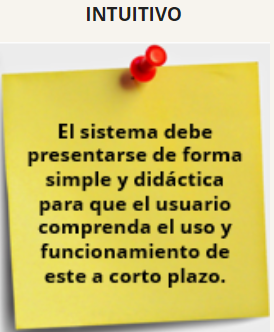 INTUITIVO
El sistema debe
presentarse de forma
simple y didáctica
para que el usuario
comprenda el uso y
funcionamiento de
este a corto plazo.